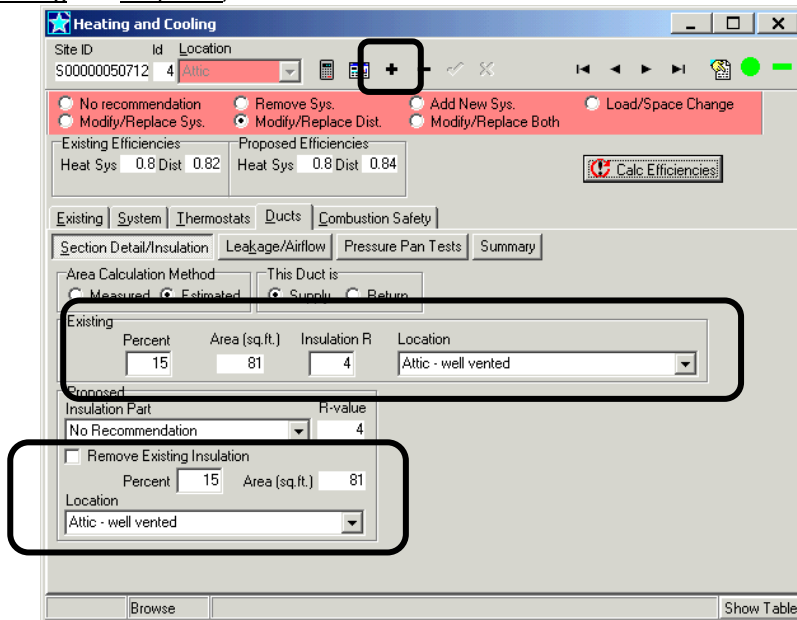 Heating and Cooling
Site ID Id Location
S00000050712 4 Attic
No recommendation Remove Sys. Add New Sys. Load/Space Change
Modify/Replace Sys. Modify/Replace Dist. Modify/Replace Both
Existing Efficiencies Proposed Efficiencies
Heat Sys 0.8 Dist 0.82 Heat Sys 0.8 Dist 0.84 Calc Efficiencies
Existing System Thermostats Ducts Combustion Safety
Section Detail/Insulation Leakage/Airflow Pressure Pan Tests Summary
Area Calculation Method This Duct is
Measured Estimated Supply Return
Existing
Percent Area (sq.ft.) Insulation R Location
15 81 4 Attic - well vented
Proposed
Insulation Part R-value
No Recommendation 4
Remove Existing Insulation
Percent 15 Area (sq.ft.) 81
Location
Attic - well vented
Browse Show Table